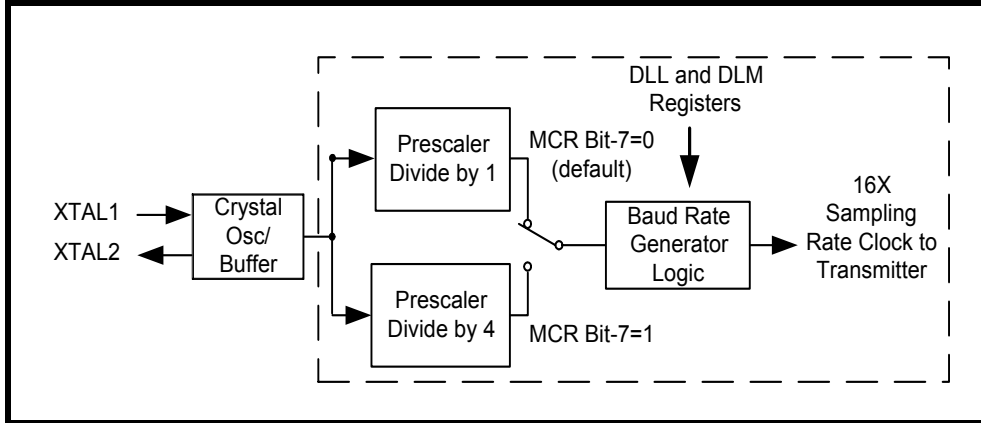 DLL and DLM
Registers
Prescaler
Divide by 1
MCR Bit-7=0
(default)
XTAL1
XTAL2
Crystal
Osc/
Buffer
Baud Rate
Generator
Logic
16X
Sampling
Rate Clock to
Transmitter
Prescaler
Divide by 4
MCR Bit-7=1